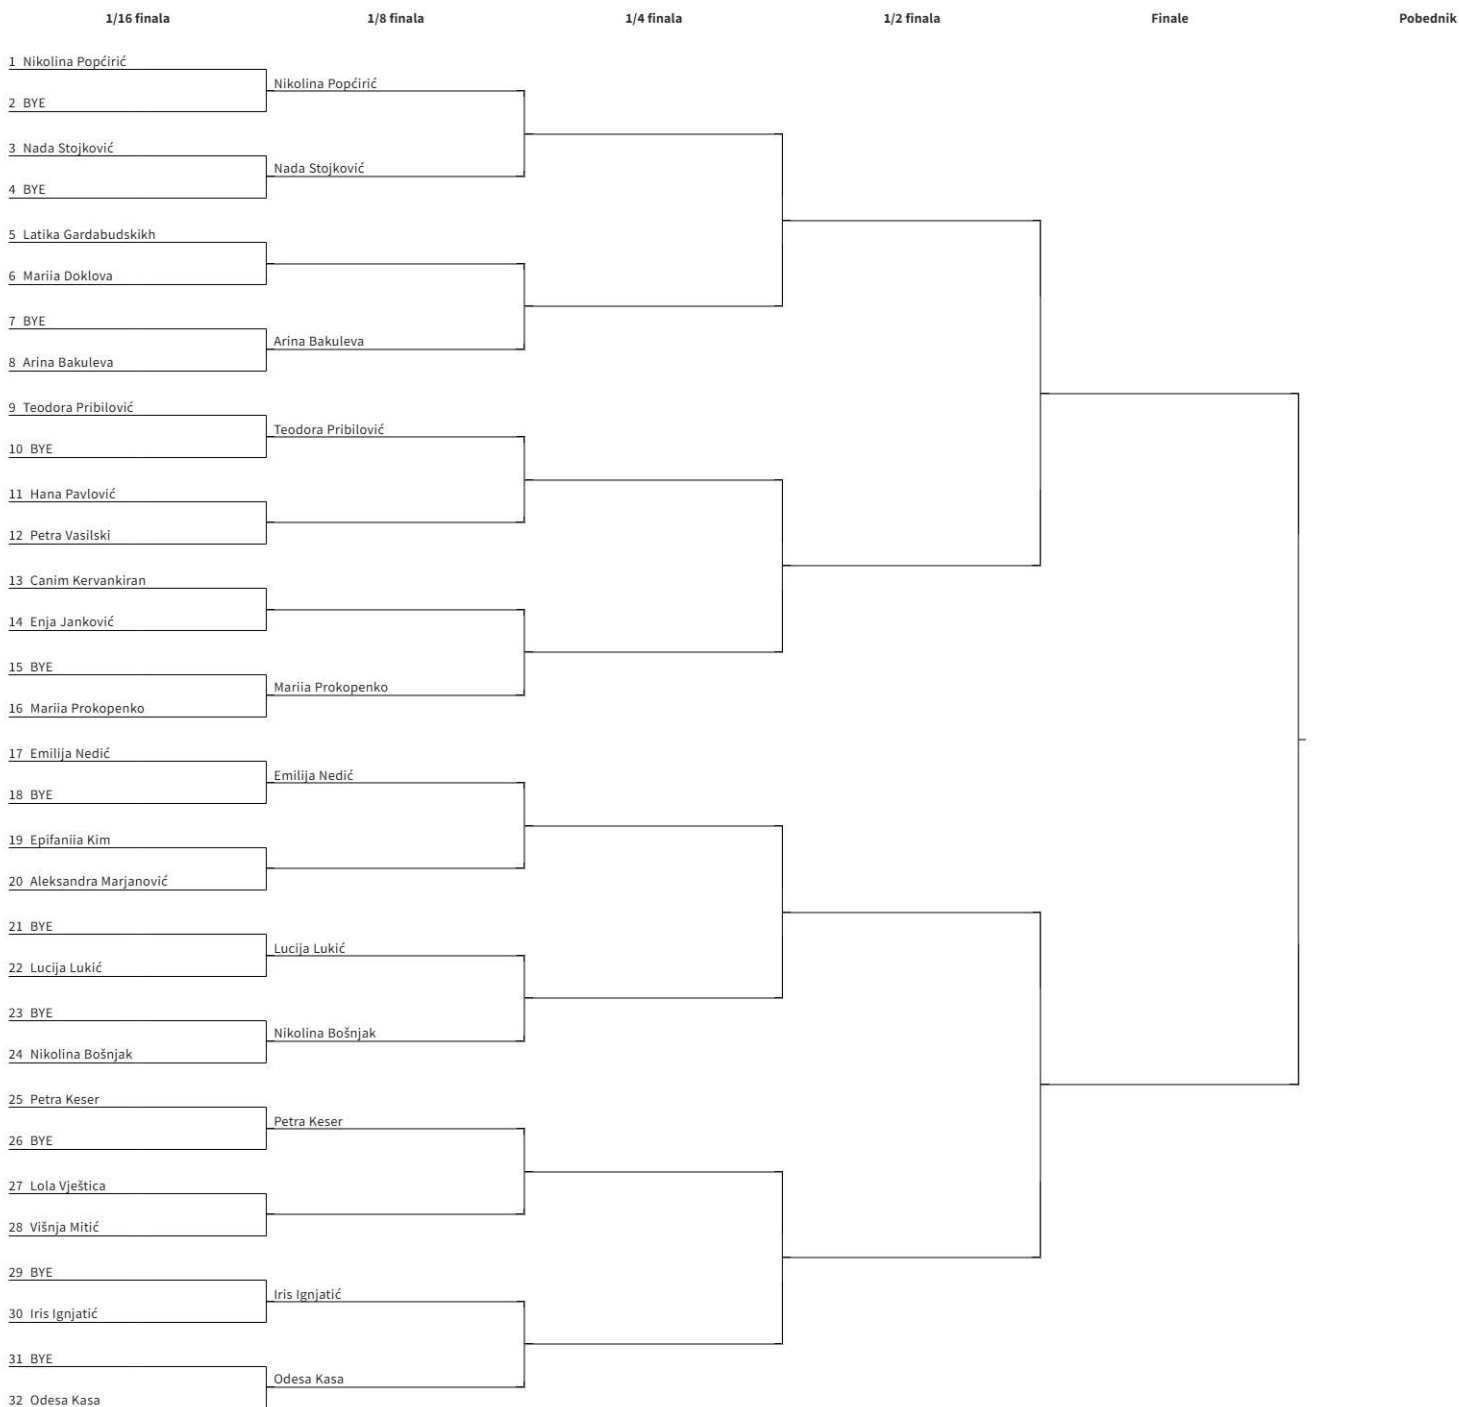 1/16 finala 1/8 finala 1/4 finala 1/2 finala Finale Pobednik
1 Nikolina Popćirić
Nikolina Popćirić
2 BYE
3 Nada Stojković
Nada Stojković
4 BYE
5 Latika Gardabudskikh
6 Mariia Doklova
7 BYE
Arina Bakuleva
8 Arina Bakuleva
9 Teodora Pribilović
Teodora Pribilović
10 BYE
11 Hana Pavlović
12 Petra Vasilski
13 Canim Kervankiran
14 Enja Janković
15 BYE
Mariia Prokopenko
16 Mariia Prokopenko
17 Emilija Nedić
Emilija Nedić
18 BYE
19 Epifaniia Kim
20 Aleksandra Marjanović
21 BYE
Lucija Lukić
22 Lucija Lukić
23 BYE
Nikolina Bošnjak
24 Nikolina Bošnjak
25 Petra Keser
Petra Keser
26 BYE
27 Lola Vještica
28 Višnja Mitić
29 BYE
Iris Ignjatić
30 Iris Ignjatić
31 BYE
Odesa Kasa
32 Odesa Kasa